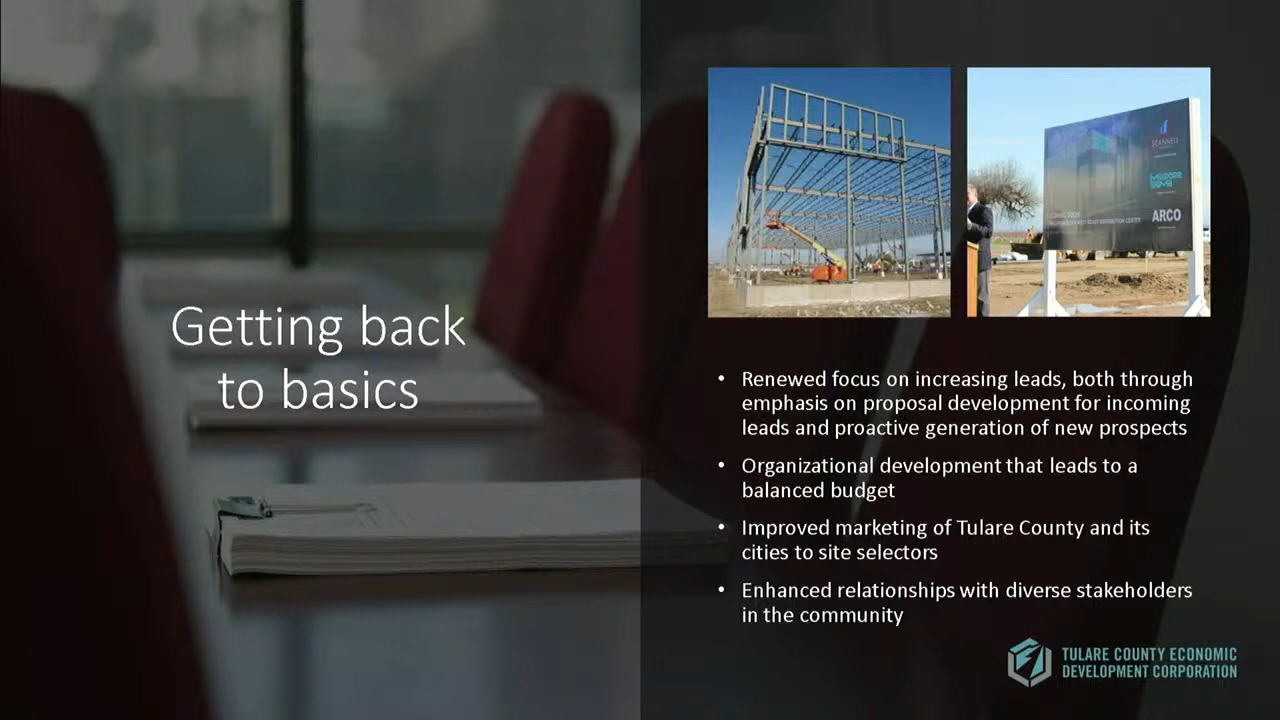 Getting back
to basics
SCANNELL
ARCO
• Renewed focus on increasing leads, both through
emphasis on proposal development for incoming
leads and proactive generation of new prospects
• Organizational development that leads to a
balanced budget
• Improved marketing of Tulare County and its
cities to site selectors
• Enhanced relationships with diverse stakeholders
in the community
TULARE COUNTY ECONOMIC
DEVELOPMENT CORPORATION